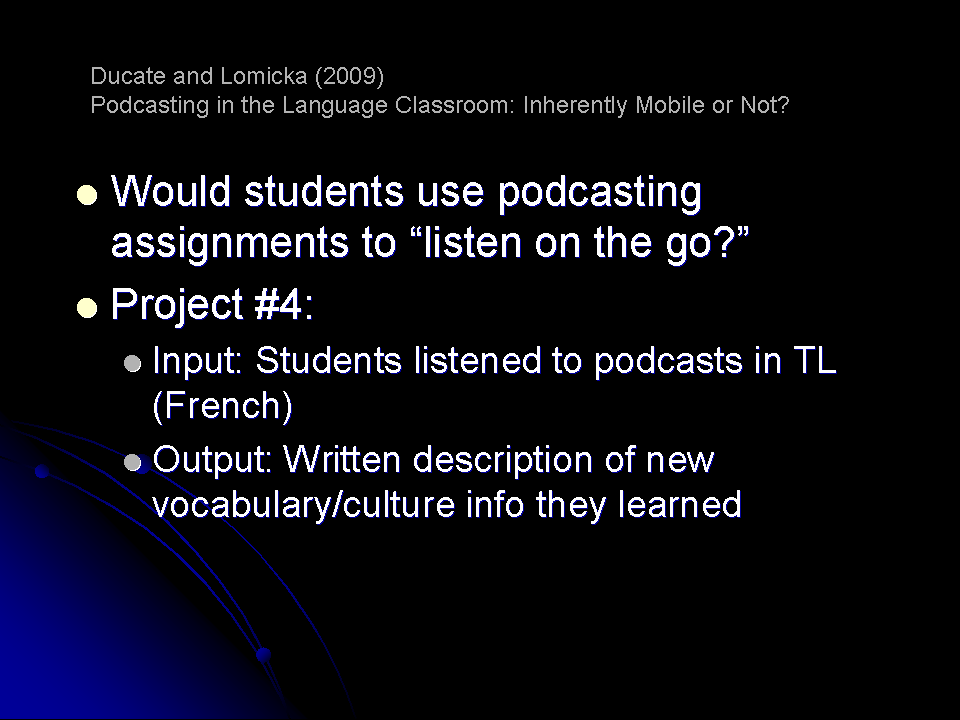 Ducate and Lomicka (2009)
Podcasting in the Language Classroom: Inherently Mobile or Not?
Would students use podcasting
assignments to “listen on the go?”
Project #4:
Input: Students listened to podcasts in TL
(French)
Output: Written description of new
vocabulary/culture info they learned